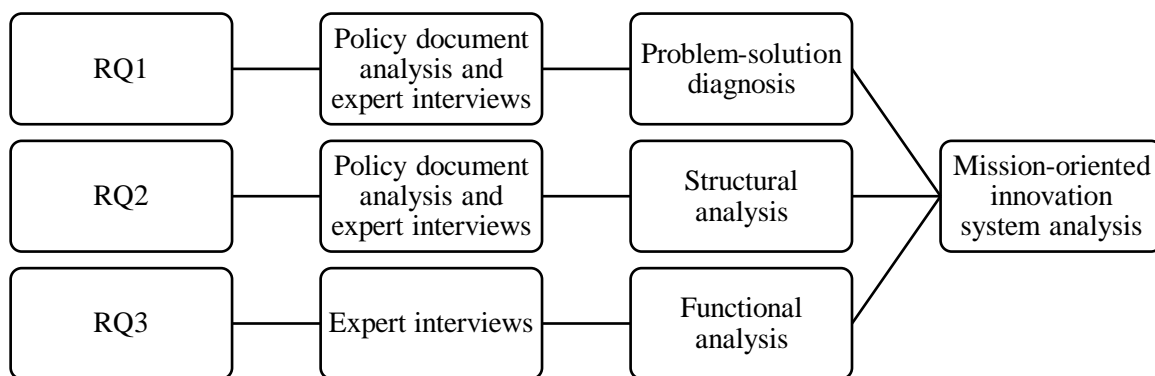 RQ1
Policy document
analysis and
expert interviews
Problem-solution
diagnosis
RQ2
Policy document
analysis and
expert interviews
Structural
analysis
Mission-oriented
innovation
system analysis
RQ3
Expert interviews
Functional
analysis